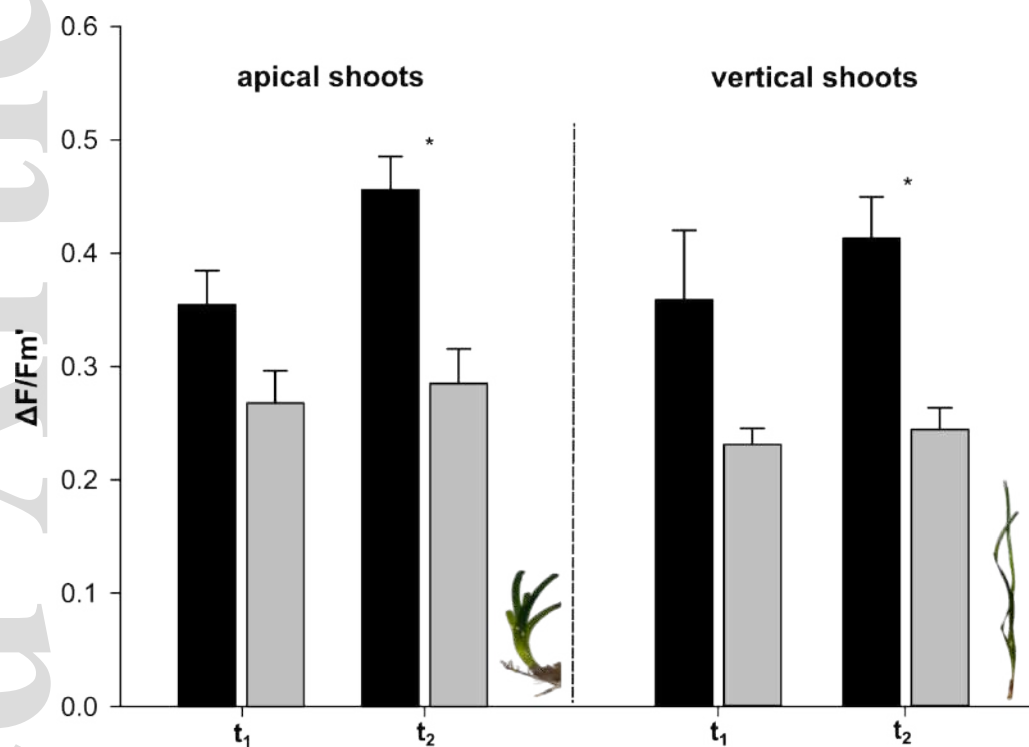 0.6
apical shoots
vertical shoots
0.5
*
*
0.4
0.3
ΔF/Fm'
0.2
0.1
0.0
t₁
t₂
t₁
t₂